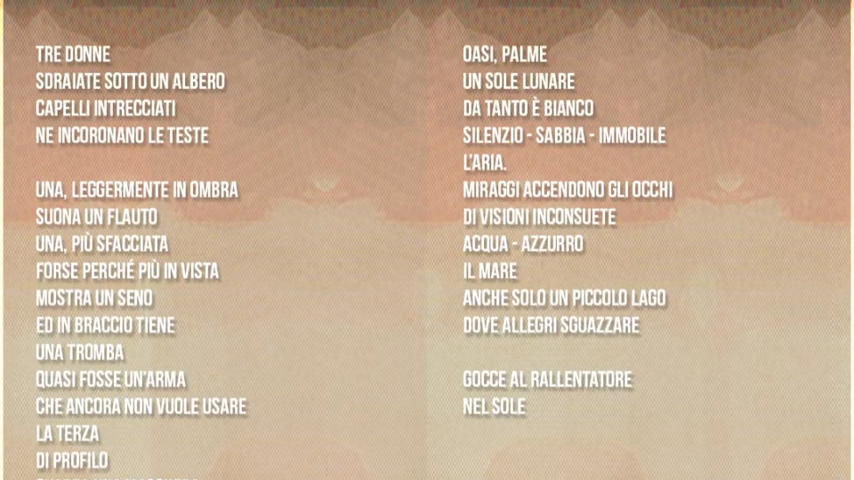 TRE DONNE
SDRAIATE SOTTO UN ALBERO
CAPELLI INTRECCIATI
NE INCORONANO LE TESTE
UNA, LEGGERMENTE IN OMBRA
SUONA UN FLAUTO
UNA, PIÙ SFACCIATA
FORSE PERCHÉ PIÙ IN VISTA
MOSTRA UN SENO
ED IN BRACCIO TIENE
UNA TROMBA
QUASI FOSSE UN'ARMA
CHE ANCORA NON VUOLE USARE
LA TERZA
DI PROFILO
OASI, PALME
UN SOLE LUNARE
DA TANTO È BIANCO
SILENZIO - SABBIA - IMMOBILE
L'ARIA.
MIRAGGI ACCENDONO GLI OCCHI
DI VISIONI INCONSUETE
ACQUA - AZZURRO
IL MARE
ANCHE SOLO UN PICCOLO LAGO
DOVE ALLEGRI SGUAZZARE
GOCCE AL RALLENTATORE
NEL SOLE